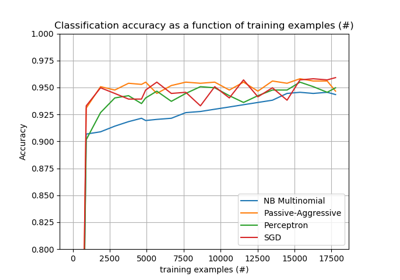 Classification accuracy as a function of training examples (#)
1.000
0.975
0.950
0.925
0.900
0.875
0.850
0.825
0.800
Accuracy
NB Multinomial
Passive-Aggressive
Perceptron
SGD
0 2500 5000 7500 10000 12500 15000 17500
training examples (#)